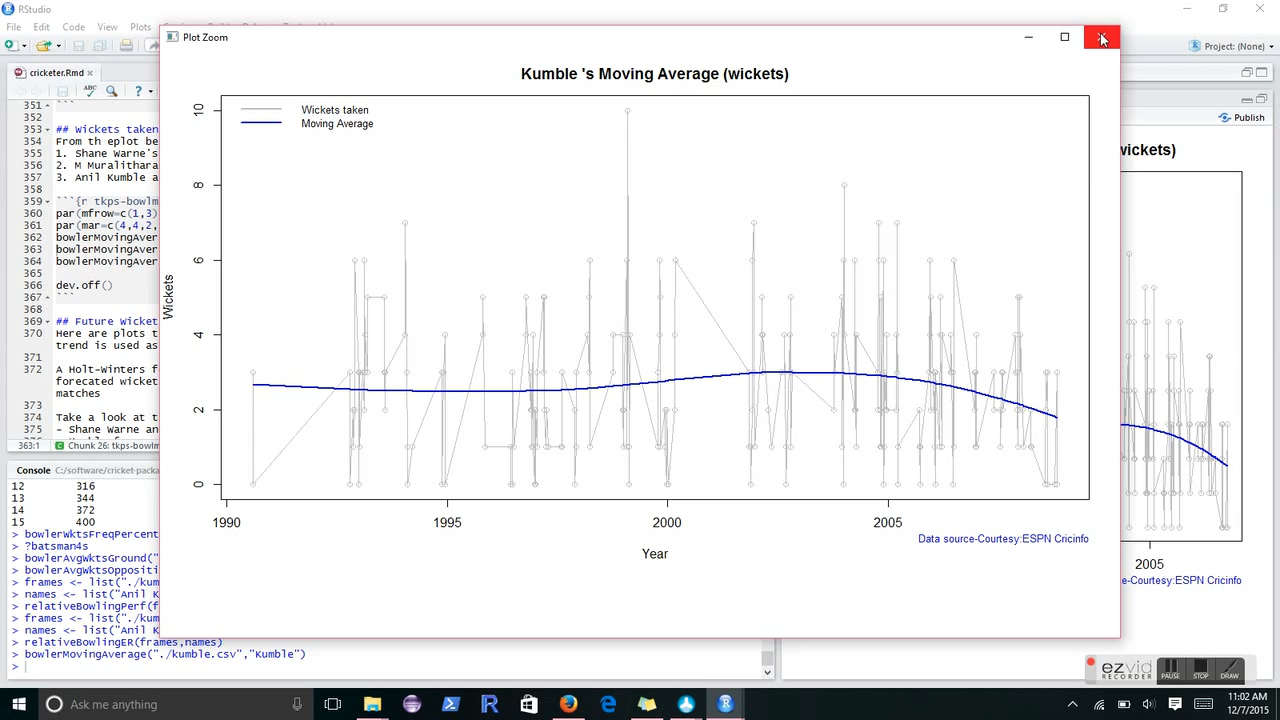 RStudio
File Edit Code View Plots
Project: (None)
Plot Zoom
cricketer.Rmd
ABC
Publish
Kumble 's Moving Average (wickets)
wickets)
Wickets taken
Moving Average
10
8
6
4
2
0
Wickets
1990 1995 2000 2005
Year
Data source-Courtesy:ESPN Cricinfo
2005
e-Courtesy:ESPN Cricinfo
351 ```
352
353 ## Wickets taken
354 From th eplot be
355 1. Shane Warne's
356 2. M Muralithara
357 3. Anil Kumble a
358
359 ```{r tkps-bowlm
360 par(mfrow=c(1,3)
361 par(mar=c(4,4,2,
362 bowlerMovingAver
363 bowlerMovingAver
364 bowlerMovingAver
365
366 dev.off()
367 ```
368
369 ## Future Wicket
370 Here are plots t
trend is used as
371
372 A Holt-Winters f
forecated wicket
matches
373
374 Take a look at t
375 - Shane Warne an
363:1 Chunk 26: tkps-bowlm
Console C:/software/cricket-packa
12 316
13 344
14 372
15 400
> bowlerWktsFreqPercent
> ?batsman4s
> bowlerAvgWktsGround("
> bowlerAvgWktsOppositi
> frames <- list("./kum
> names <- list("Anil K
> relativeBowlingPerf(f
> frames <- list("./kum
> names <- list("Anil K
> relativeBowlingER(frames,names)
> bowlerMovingAverage("./kumble.csv","Kumble")
>
ezvid
RECORDER
PAUSE STOP DRAW
Ask me anything
11:02 AM
12/7/2015